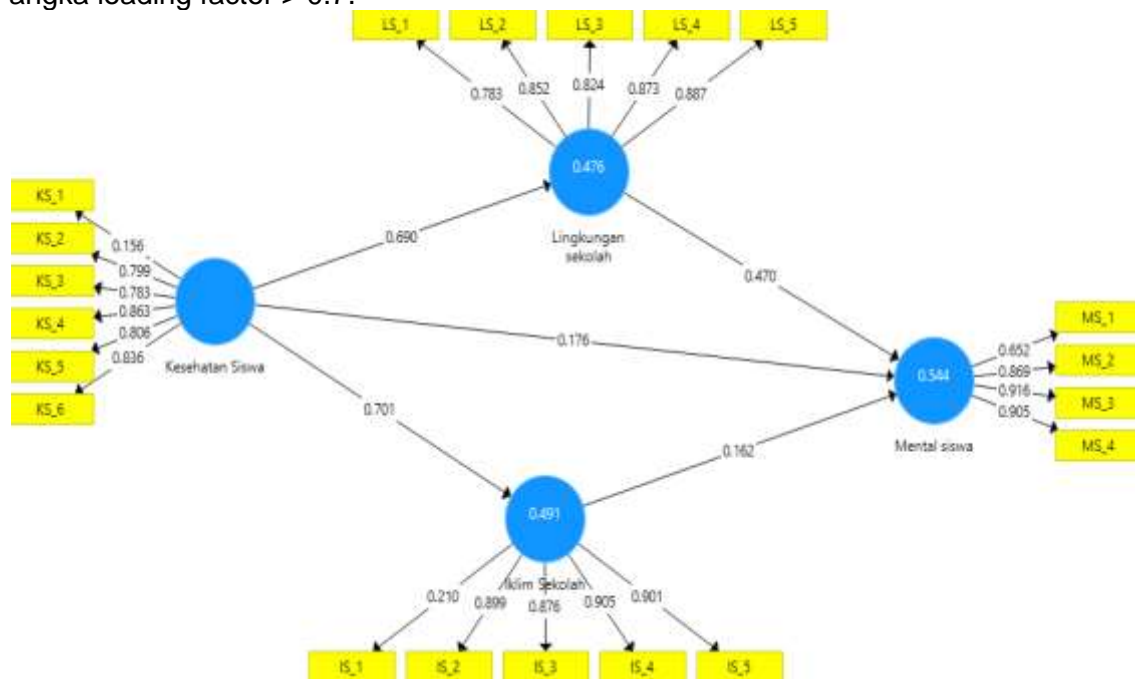 angka loading factor > 0.7.
LS_1 LS_2 LS_3 LS_4 LS_5
0.783 0.852 0.824 0.873 0.887
0.476
Lingkungan
sekolah
KS_1
KS_2
KS_3
KS_4
KS_5
KS_6
0.156
0.799
0.783
0.863
0.806
0.836
Kesehatan Siswa
0.690
0.470
0.176
0.701
0.162
0.544
Mental siswa
0.652
0.869
0.916
0.905
MS_1
MS_2
MS_3
MS_4
0.491
Iklim Sekolah
0.210 0.899 0.876 0.905 0.901
IS_1 IS_2 IS_3 IS_4 IS_5